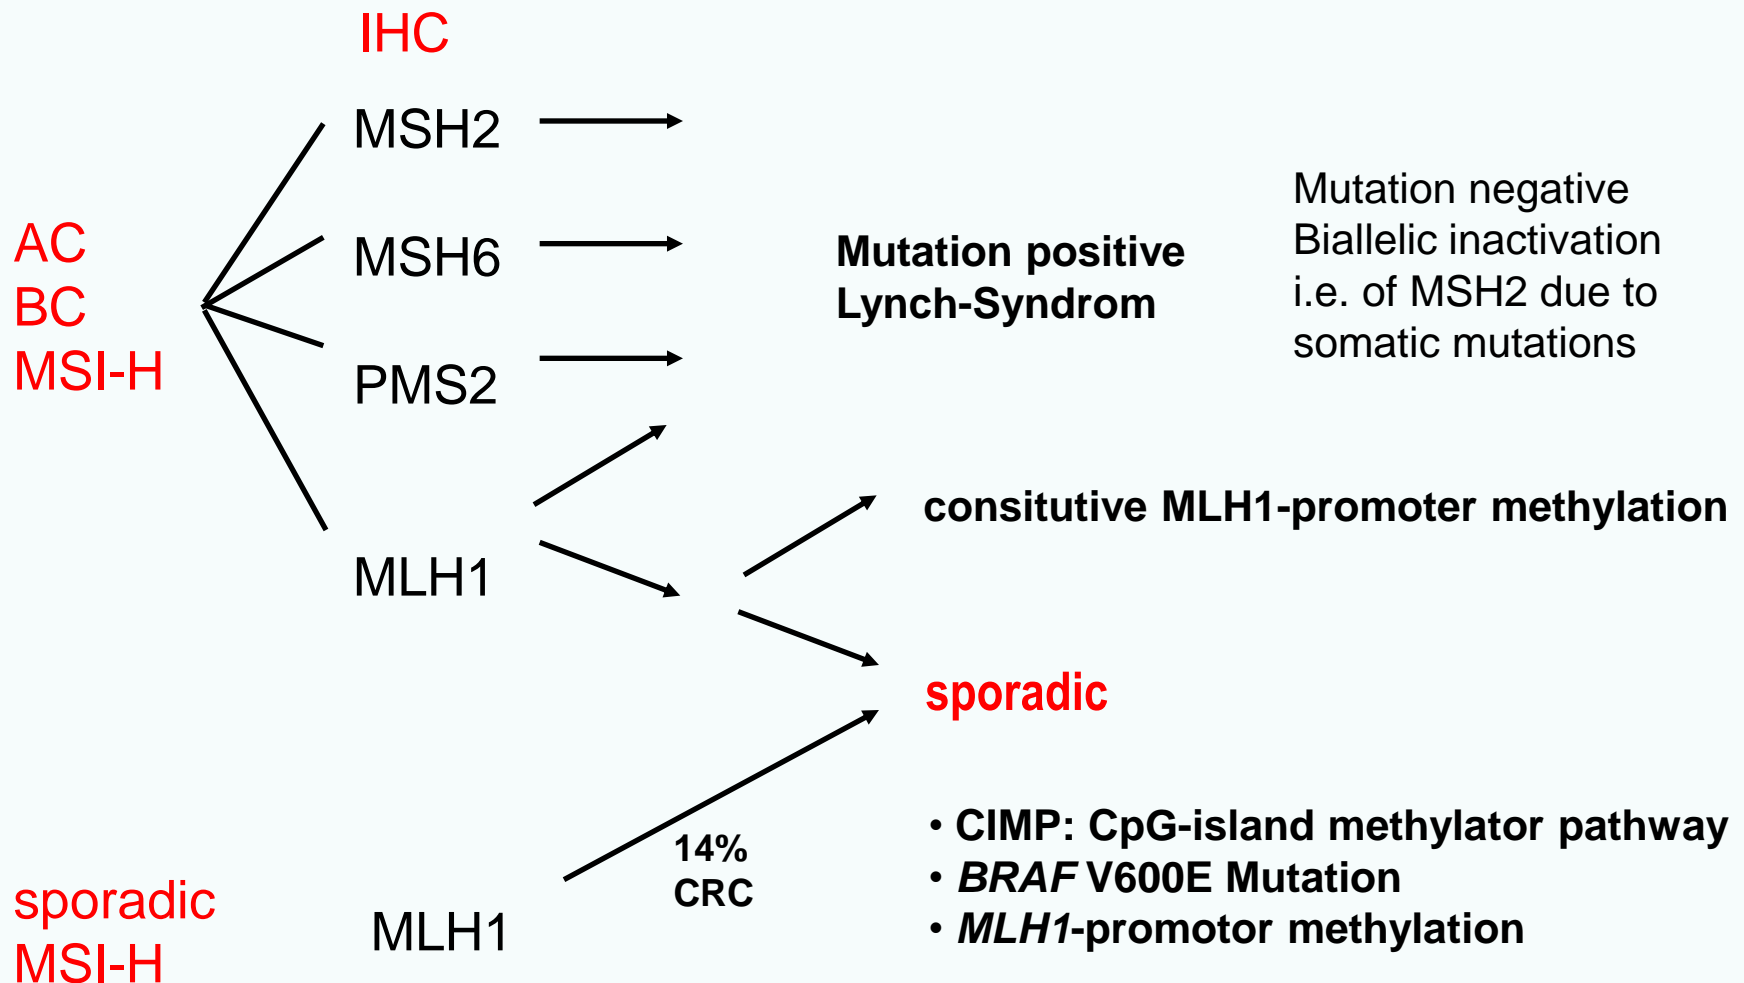 IHC
MSH2
AC
BC
MSI-H
MSH6
PMS2
MLH1
Mutation positive
Lynch-Syndrom
Mutation negative
Biallelic inactivation
i.e. of MSH2 due to
somatic mutations
consitutive MLH1-promoter methylation
sporadic
14%
CRC
• CIMP: CpG-island methylator pathway
• BRAF V600E Mutation
• MLH1-promotor methylation
sporadic
MSI-H
MLH1